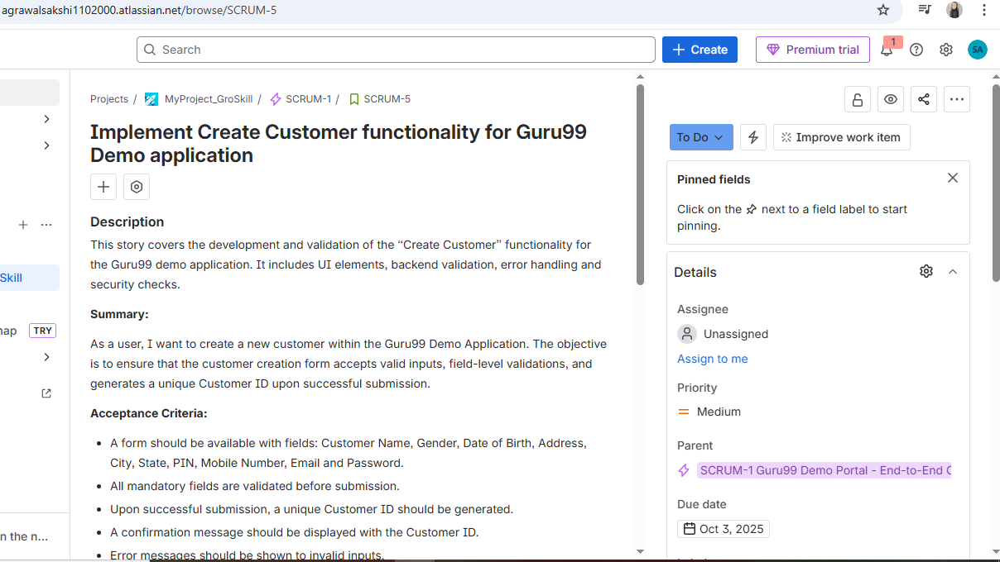 agrawalsakshi1102000.atlassian.net/browse/SCRUM-5
Search
Create
Premium trial
1
SA
Projects / MyProject_GroSkill / SCRUM-1 / SCRUM-5
Implement Create Customer functionality for Guru99
Demo application
Description
This story covers the development and validation of the “Create Customer” functionality for
the Guru99 demo application. It includes UI elements, backend validation, error handling and
security checks.
Summary:
As a user, I want to create a new customer within the Guru99 Demo Application. The objective
is to ensure that the customer creation form accepts valid inputs, field-level validations, and
generates a unique Customer ID upon successful submission.
Acceptance Criteria:
• A form should be available with fields: Customer Name, Gender, Date of Birth, Address,
City, State, PIN, Mobile Number, Email and Password.
• All mandatory fields are validated before submission.
• Upon successful submission, a unique Customer ID should be generated.
• A confirmation message should be displayed with the Customer ID.
• Error messages should be shown to invalid inputs.
Skill
map TRY
n the n...
To Do
Improve work item
Pinned fields
Click on the next to a field label to start
pinning.
Details
Assignee
Unassigned
Assign to me
Priority
Medium
Parent
SCRUM-1 Guru99 Demo Portal - End-to-End
Due date
Oct 3, 2025